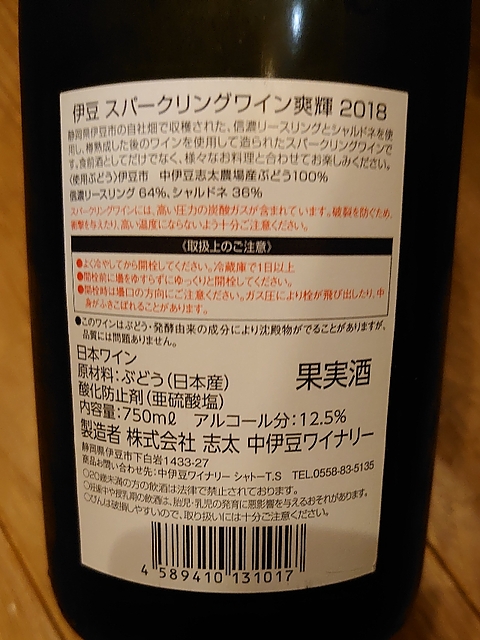 伊豆 スパークリングワイン爽輝 2018
静岡県伊豆市の自社畑で収穫された、信濃リースリングとシャルドネを使
用し、樽熟成した後のワインを使用して造られたスパークリングワインで
す。食前酒としてだけでなく、様々なお料理と合わせてお楽しみください。
(使用ぶどう)伊豆市 中伊豆志太農場産ぶどう100%
信濃リースリング 64%、シャルドネ 36%
スパークリングワインには、高い圧力の炭酸ガスが含まれています。破裂を防ぐため、
衝撃を与えたり、高い温度にならないよう十分ご注意ください。
《取扱上のご注意》
●よく冷やしてから開栓してください。冷蔵庫で1日以上
●開栓前に壜をゆすらずにゆっくりと開栓してください。
●開栓時は壜口の方向にご注意ください。ガス圧により栓が飛び出したり、中
身がふきこぼれることがあります。
●このワインはぶどう・発酵由来の成分により沈殿物がでることがありますが、
品質には問題ありません。
日本ワイン
果実酒
原材料:ぶどう(日本産)
酸化防止剤(亜硫酸塩)
内容量:750mℓ アルコール分:12.5%
製造者 株式会社 志太 中伊豆ワイナリー
静岡県伊豆市下白岩1433-27
商品お問い合わせ先:中伊豆ワイナリー シャトーT.S TEL.0558-83-5135
○20歳未満の方の飲酒は法律で禁止されております。
○妊娠中や授乳期の飲酒は、胎児・乳児の発育に悪影響を与えるおそれがあります。
○びんは破損しやすいので、取り扱いには十分ご注意ください。
4 589410 131017